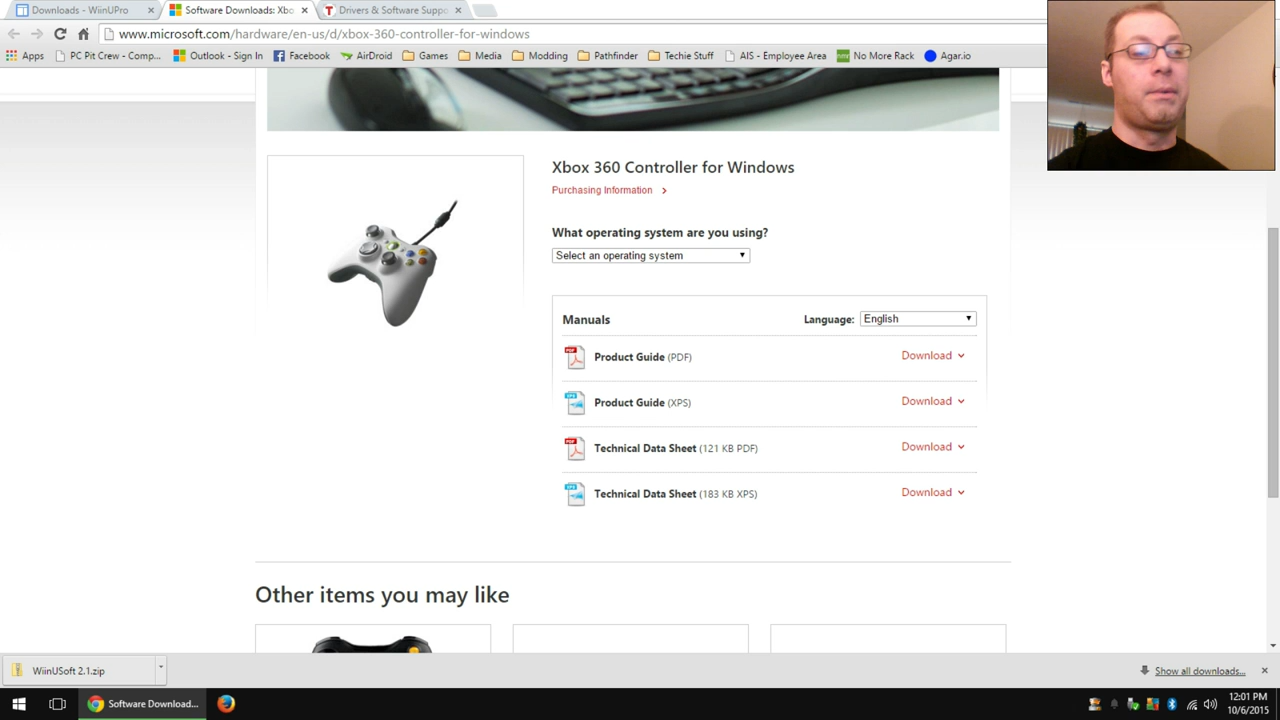 Downloads - WiinUPro
Software Downloads: Xbo
Drivers & Software Suppo
www.microsoft.com/hardware/en-us/d/xbox-360-controller-for-windows
Apps
PC Pit Crew - Comp...
Outlook - Sign In
Facebook
AirDroid
Games
Media
Modding
Pathfinder
Techie Stuff
AIS - Employee Area
No More Rack
Agar.io
Xbox 360 Controller for Windows
Purchasing Information
What operating system are you using?
Select an operating system
Manuals
Language: English
Product Guide (PDF) Download
Product Guide (XPS) Download
Technical Data Sheet (121 KB PDF) Download
Technical Data Sheet (183 KB XPS) Download
Other items you may like
WiinUSoft 2.1.zip
Show all downloads...
Software Download...
12:01 PM
10/6/2015